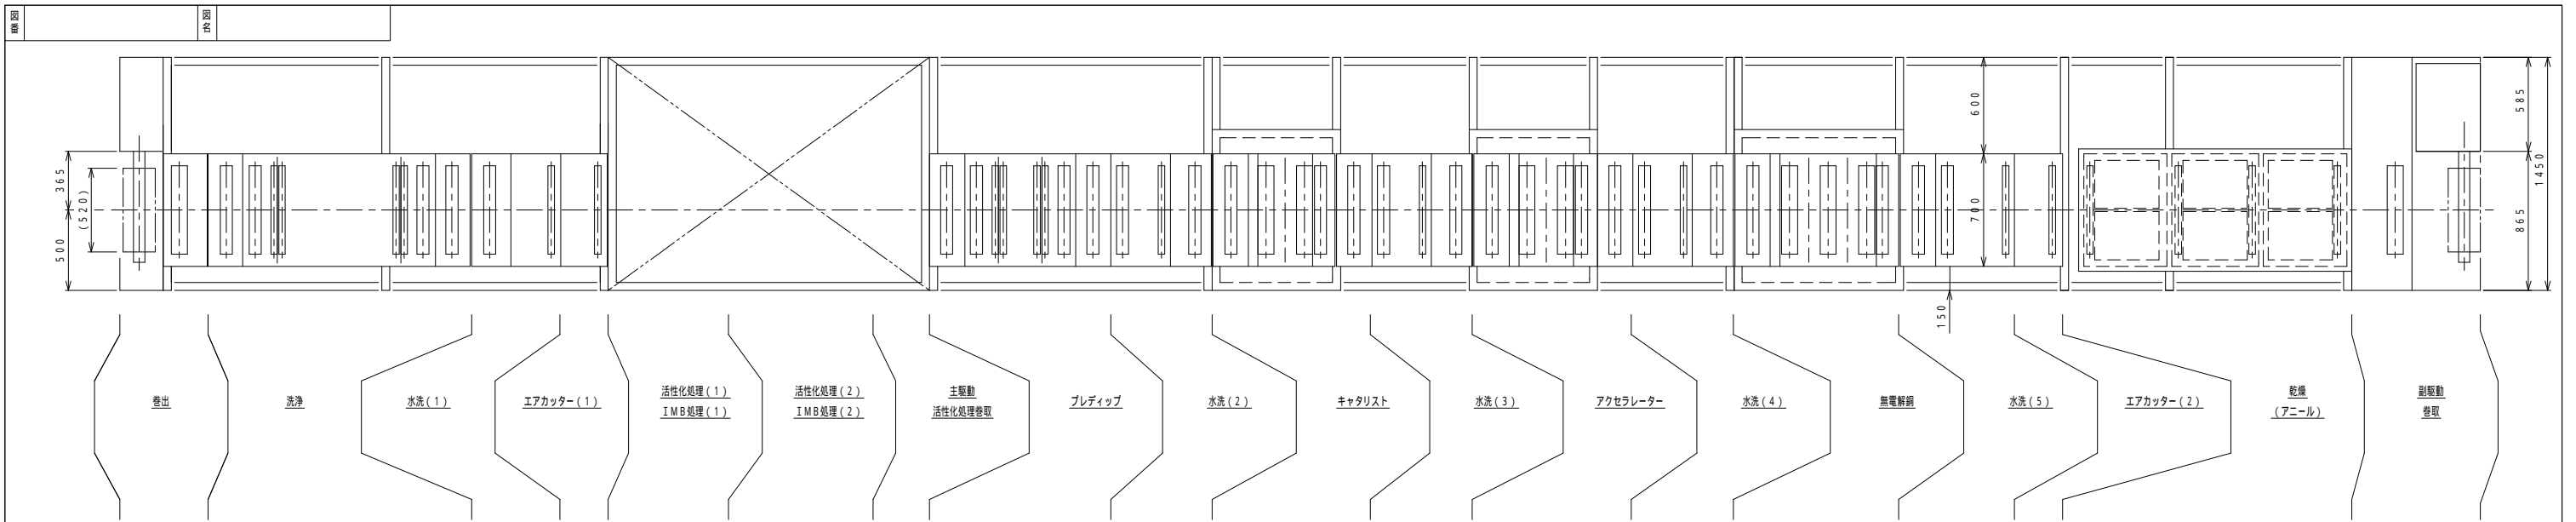 図番
図名
600
585
1450
365
(520)
500
700
865
150
巻出
洗浄
水洗(1)
エアカッター(1)
活性化処理(1)
IMB処理(1)
活性化処理(2)
IMB処理(2)
主駆動
活性化処理巻取
プレディップ
水洗(2)
キャタリスト
水洗(3)
アクセラレーター
水洗(4)
無電解銅
水洗(5)
エアカッター(2)
乾燥
(アニール)
副駆動
巻取